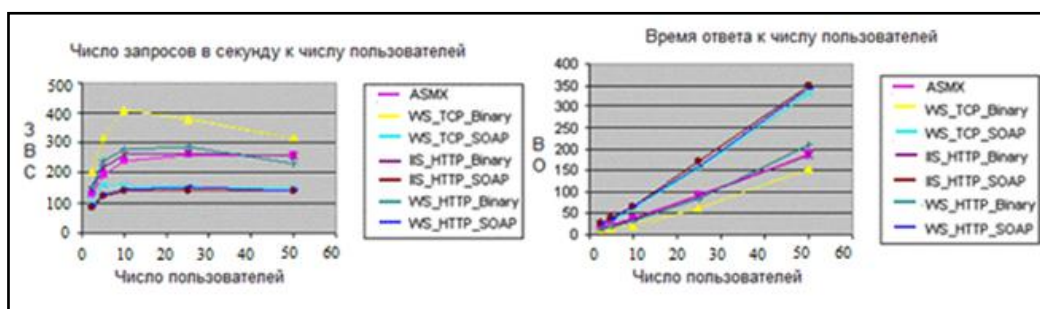 Число запросов в секунду к числу пользователей
500
400
300
200
100
0
З
В
С
0
10
20
30
40
50
60
Число пользователей
ASMX
WS_TCP_Binary
WS_TCP_SOAP
IIS_HTTP_Binary
IIS_HTTP_SOAP
WS_HTTP_Binary
WS_HTTP_SOAP
Время ответа к числу пользователей
400
350
300
250
200
150
100
50
0
В
О
0
10
20
30
40
50
60
Число пользователей
ASMX
WS_TCP_Binary
WS_TCP_SOAP
IIS_HTTP_Binary
IIS_HTTP_SOAP
WS_HTTP_Binary
WS_HTTP_SOAP